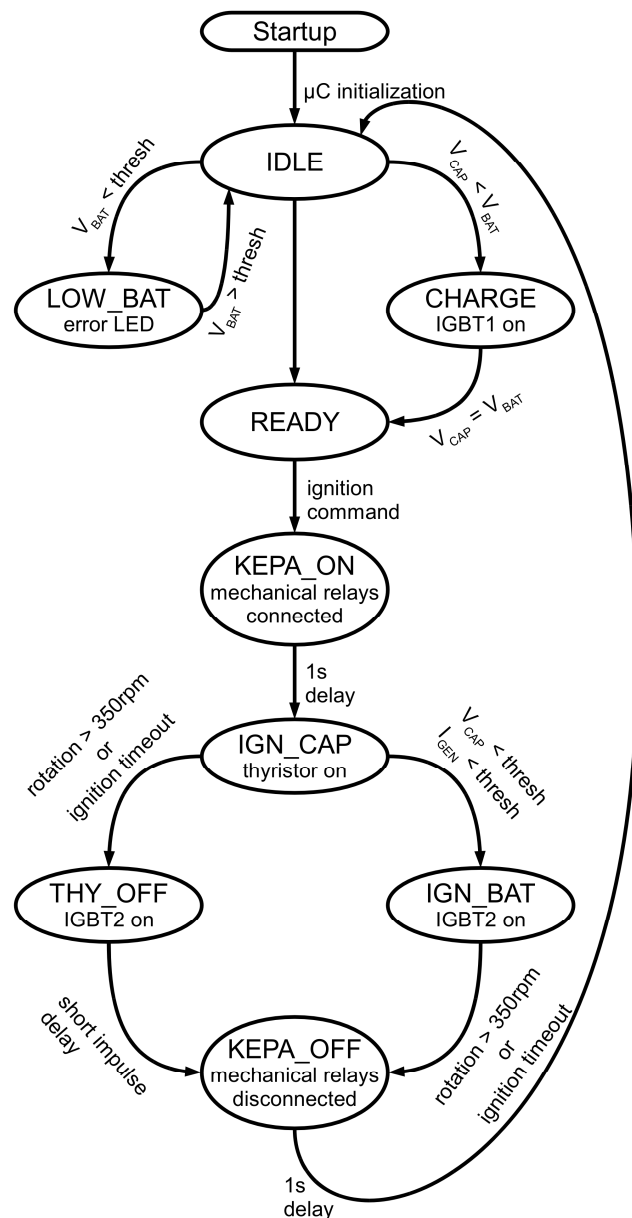 Startup
µC initialization
IDLE
V_BAT < thresh
V_CAP < V_BAT
V_BAT > thresh
LOW_BAT
error LED
CHARGE
IGBT1 on
READY
V_CAP = V_BAT
ignition
command
KEPA_ON
mechanical relays
connected
1s
delay
rotation > 350rpm
or
ignition timeout
IGN_CAP
thyristor on
V_CAP < thresh
I_GEN < thresh
THY_OFF
IGBT2 on
IGN_BAT
IGBT2 on
short impulse
delay
KEPA_OFF
mechanical relays
disconnected
rotation > 350rpm
or
ignition timeout
1s
delay